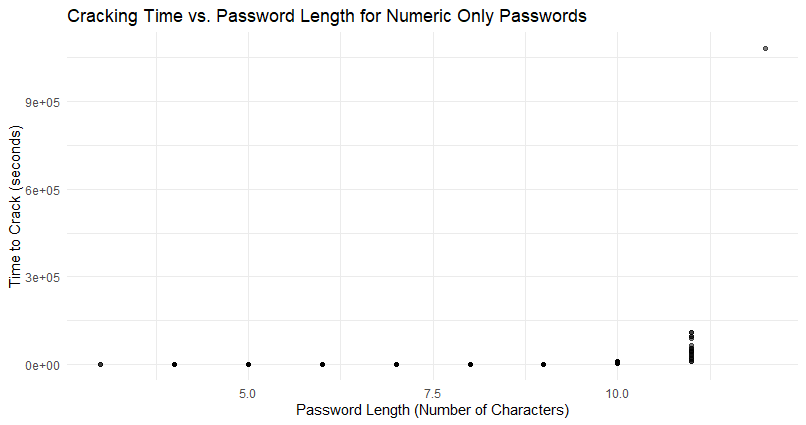 Cracking Time vs. Password Length for Numeric Only Passwords
Time to Crack (seconds)
9e+05
6e+05
3e+05
0e+00
5.0 7.5 10.0
Password Length (Number of Characters)